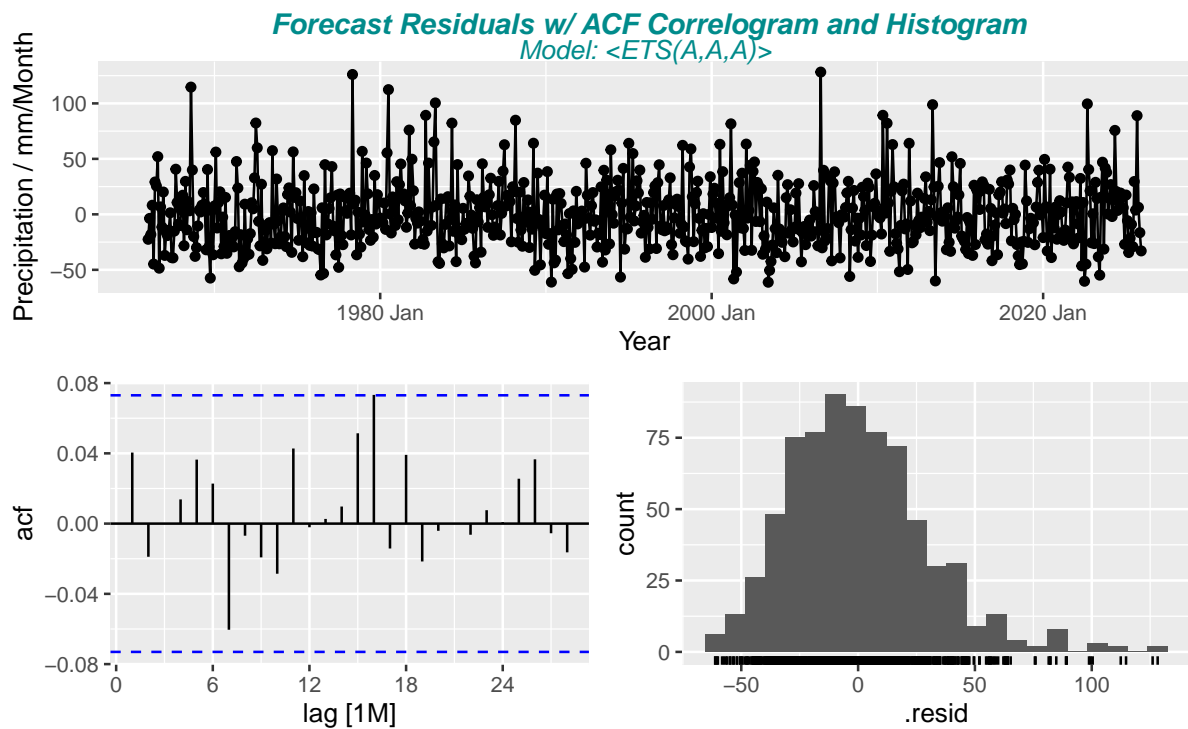 Forecast Residuals w/ ACF Correlogram and Histogram
Model: <ETS(A,A,A)>
Precipitation / mm/Month
100
50
0
−50
1980 Jan
2000 Jan
2020 Jan
Year
acf
0.08
0.04
0.00
−0.04
−0.08
0
6
12
18
24
lag [1M]
count
75
50
25
0
−50
0
50
100
.resid